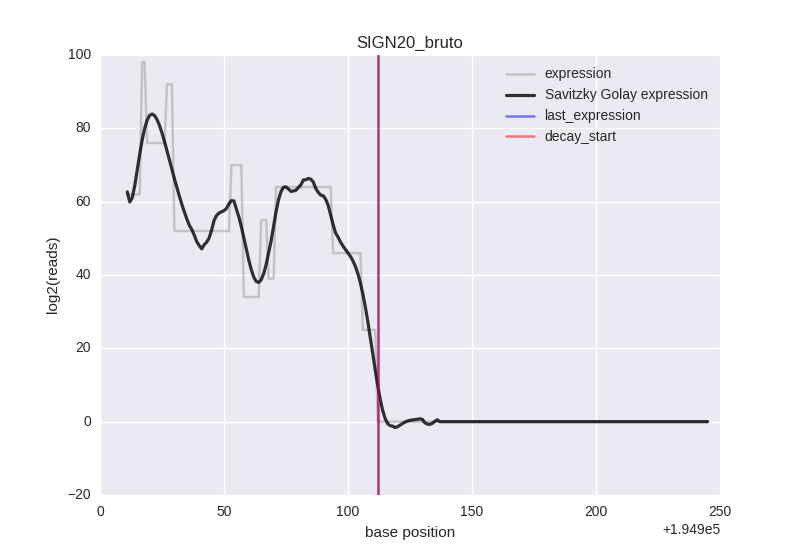 SIGN20_bruto
100
80
60
40
20
0
−20
log2(reads)
expression
Savitzky Golay expression
last_expression
decay_start
0
50
100
150
200
250
base position
+1.949e5